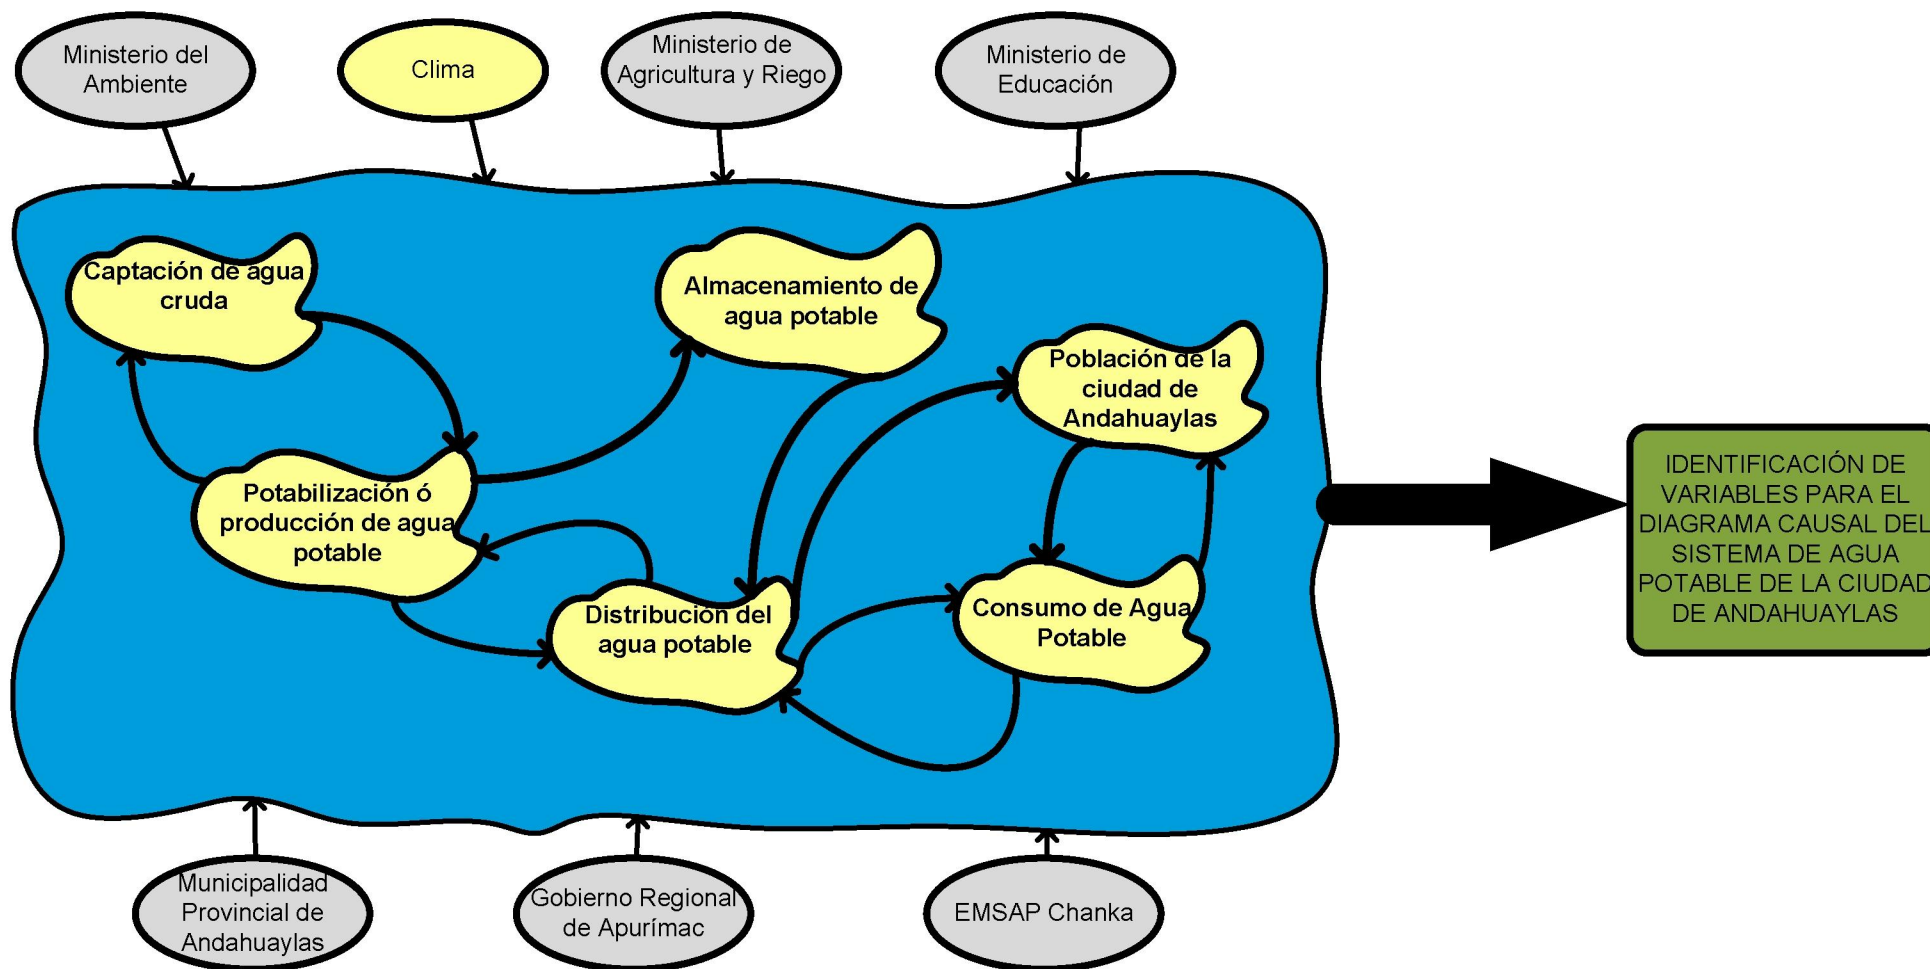 Ministerio del
Ambiente
Clima
Ministerio de
Agricultura y Riego
Ministerio de
Educación
Captación de agua
cruda
Almacenamiento de
agua potable
Población de la
ciudad de
Andahuaylas
Potabilización ó
producción de agua
potable
Distribución del
agua potable
Consumo de Agua
Potable
IDENTIFICACIÓN DE
VARIABLES PARA EL
DIAGRAMA CAUSAL DEL
SISTEMA DE AGUA
POTABLE DE LA CIUDAD
DE ANDAHUAYLAS
Municipalidad
Provincial de
Andahuaylas
Gobierno Regional
de Apurímac
EMSAP Chanka